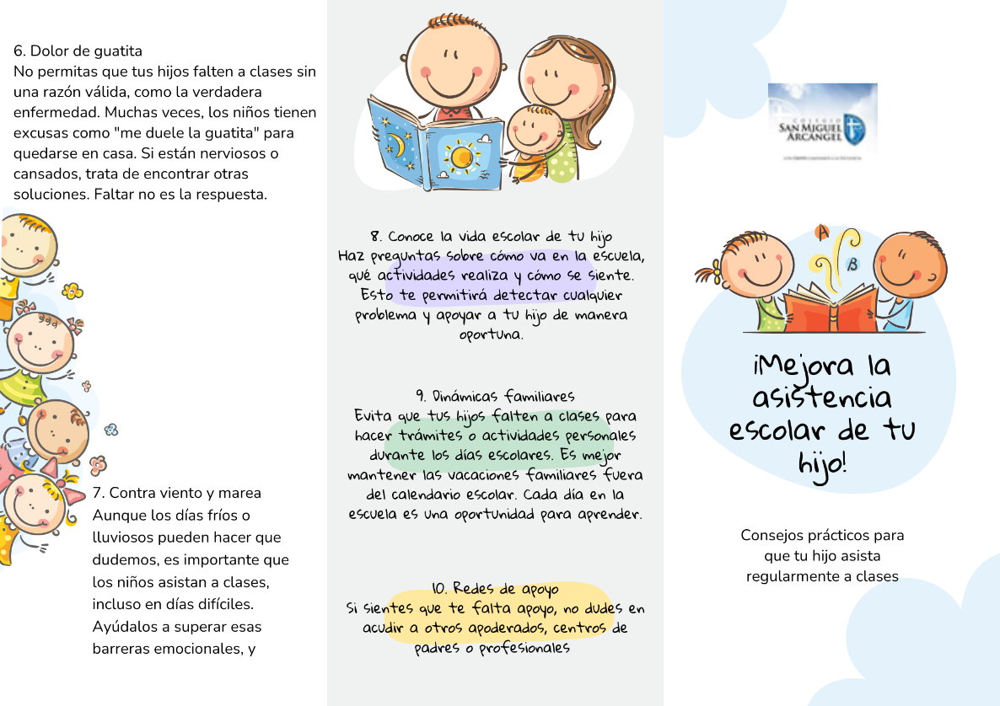 6. Dolor de guatita
No permitas que tus hijos falten a clases sin
una razón válida, como la verdadera
enfermedad. Muchas veces, los niños tienen
excusas como "me duele la guatita" para
quedarse en casa. Si están nerviosos o
cansados, trata de encontrar otras
soluciones. Faltar no es la respuesta.
7. Contra viento y marea
Aunque los días fríos o
lluviosos pueden hacer que
dudemos, es importante que
los niños asistan a clases,
incluso en días difíciles.
Ayúdalos a superar esas
barreras emocionales, y
8. Conoce la vida escolar de tu hijo
Haz preguntas sobre cómo va en la escuela,
qué actividades realiza y cómo se siente.
Esto te permitirá detectar cualquier
problema y apoyar a tu hijo de manera
oportuna.
9. Dinámicas familiares
Evita que tus hijos falten a clases para
hacer trámites o actividades personales
durante los días escolares. Es mejor
mantener las vacaciones familiares fuera
del calendario escolar. Cada día en la
escuela es una oportunidad para aprender.
10. Redes de apoyo
Si sientes que te falta apoyo, no dudes en
acudir a otros apoderados, centros de
padres o profesionales
COLEGIO
SAN MIGUEL
ARCANGEL
A
B
¡Mejora la
asistencia
escolar de tu
hijo!
Consejos prácticos para
que tu hijo asista
regularmente a clases